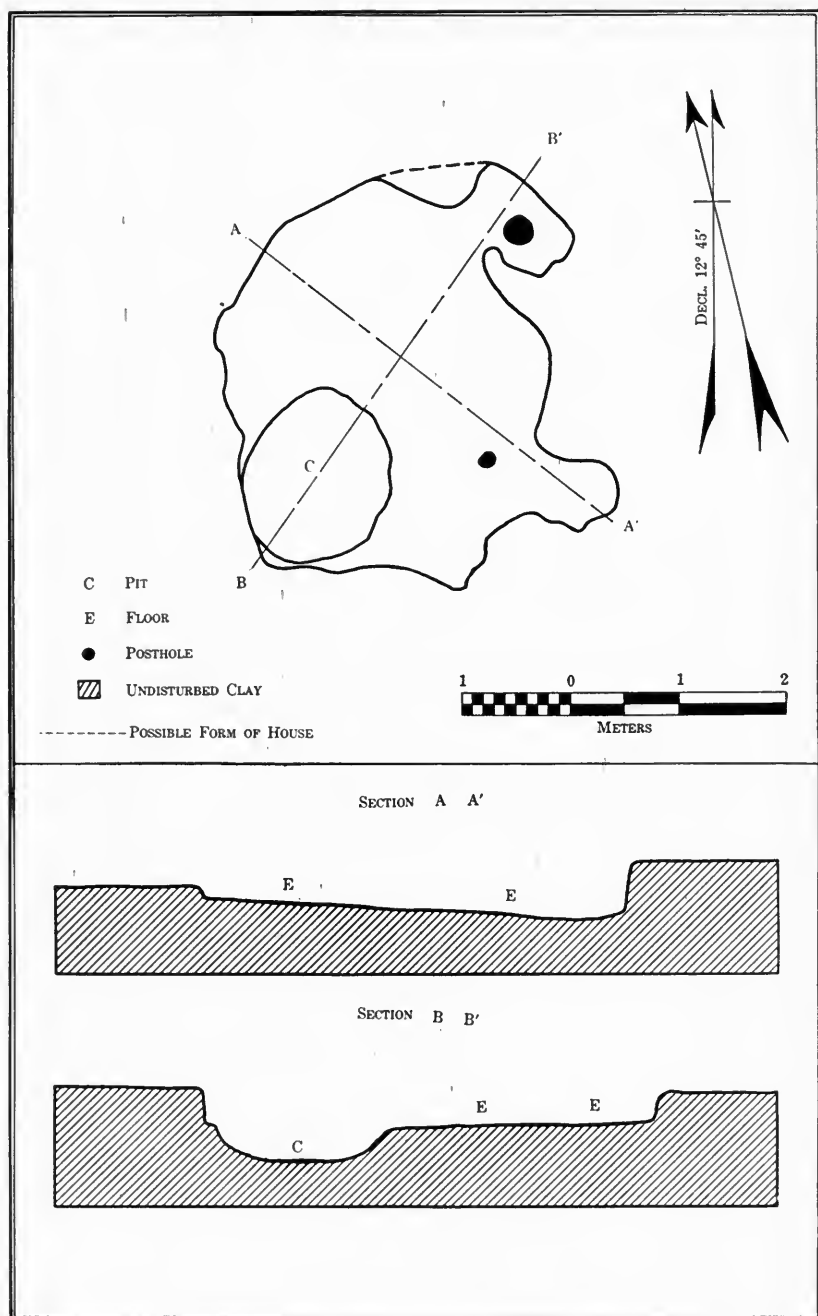 B'
A
DECL. 12° 45'
C
A'
B
C PIT
E FLOOR
POSTHOLE
UNDISTURBED CLAY
POSSIBLE FORM OF HOUSE
1 0 1 2
METERS
SECTION A A'
E E
SECTION B B'
E E
C